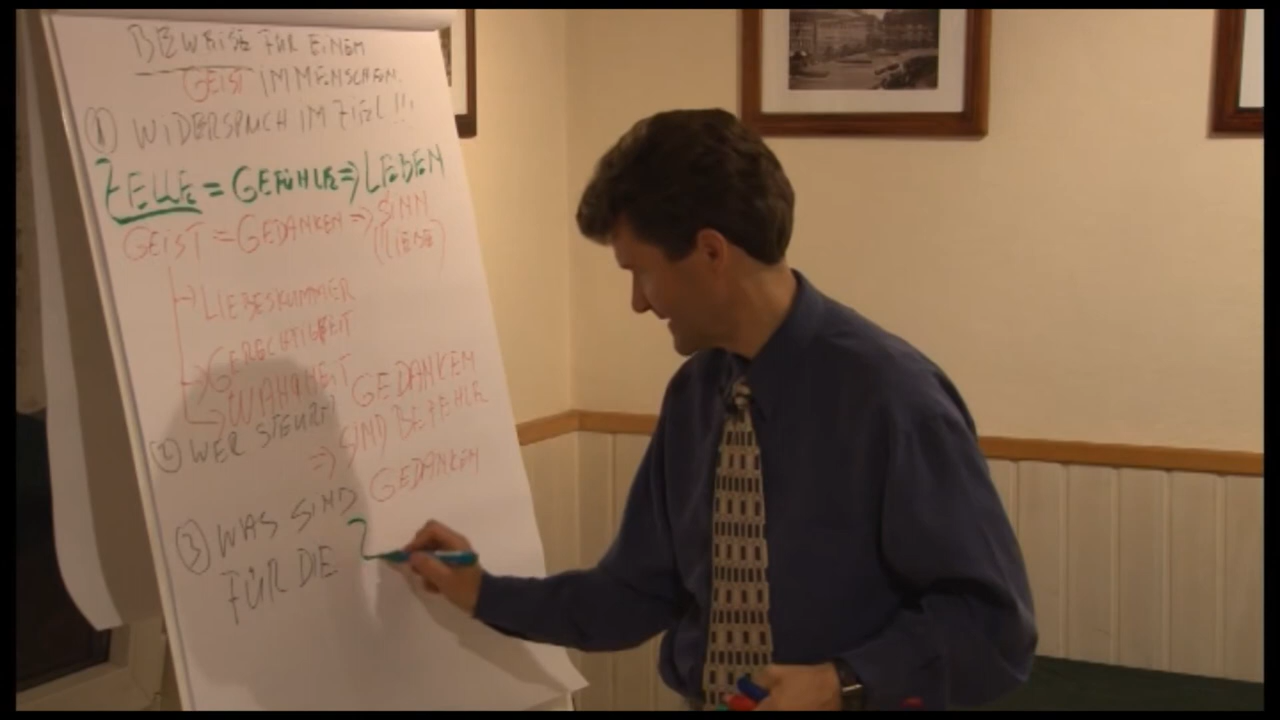 BEWEISE FÜR EINEM
GEIST IM MENSCHEN.
① WIDERSPRUCH IM ZIEL!!!
ZELLE = GEFÜHLE ⇒ LEBEN
GEIST = GEDANKEN ⇒ SINN
(LIEBE)
→ LIEBESKUMMER
→ GERECHTIGKEIT
→ WAHRHEIT
② WER STEUERT GEDANKEN
⇒ SIND BEFEHLE
③ WAS SIND GEDANKEN
FÜR DIE Z